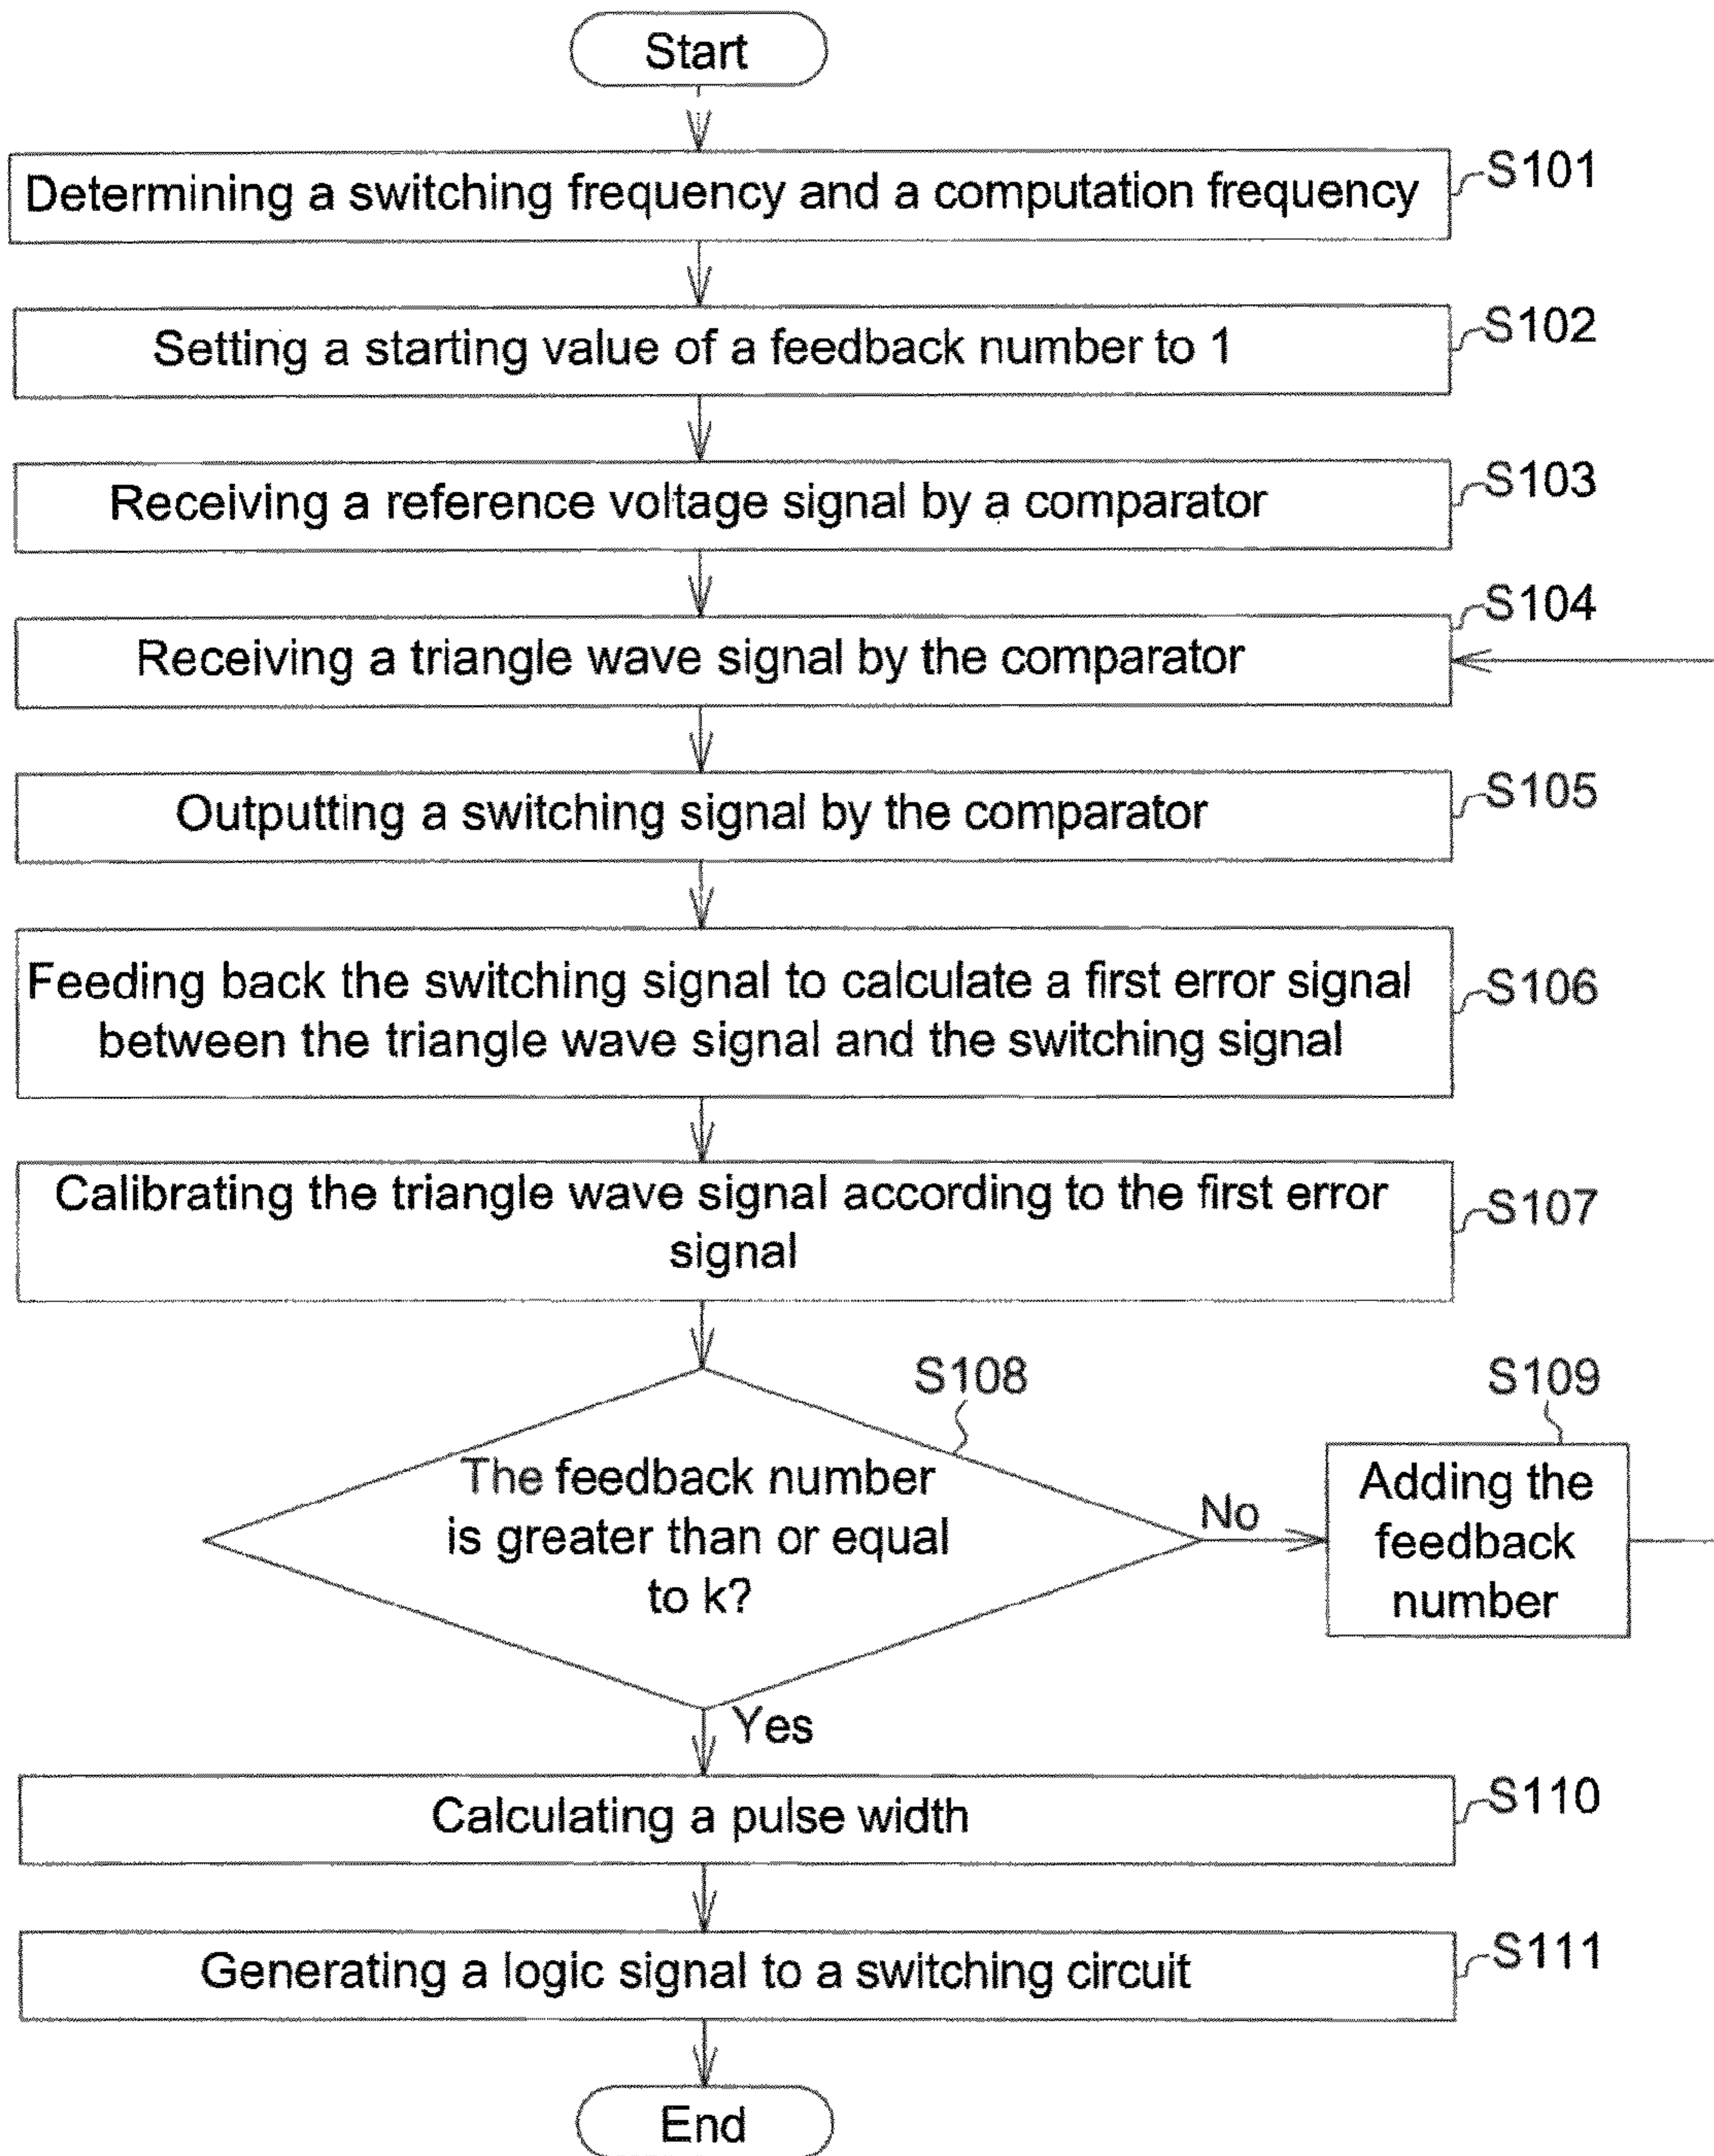 Start
Determining a switching frequency and a computation frequency
S101
Setting a starting value of a feedback number to 1
S102
Receiving a reference voltage signal by a comparator
S103
Receiving a triangle wave signal by the comparator
S104
Outputting a switching signal by the comparator
S105
Feeding back the switching signal to calculate a first error signal
between the triangle wave signal and the switching signal
S106
Calibrating the triangle wave signal according to the first error
signal
S107
S108
The feedback number
is greater than or equal
to k?
No
S109
Adding the
feedback
number
Yes
Calculating a pulse width
S110
Generating a logic signal to a switching circuit
S111
End